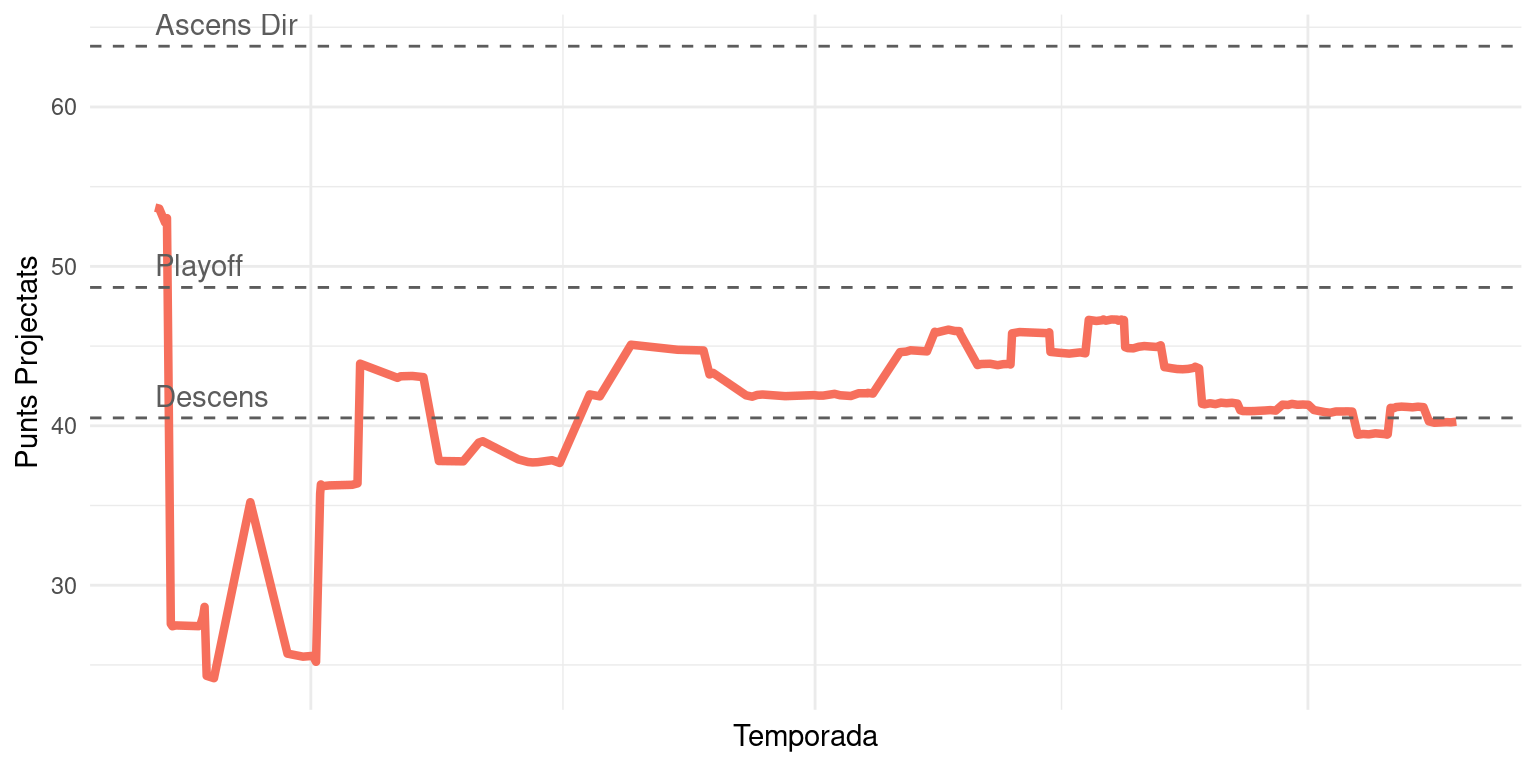 Ascens Dir
60
50
Playoff
Descens
40
30
Punts Projectats
Temporada